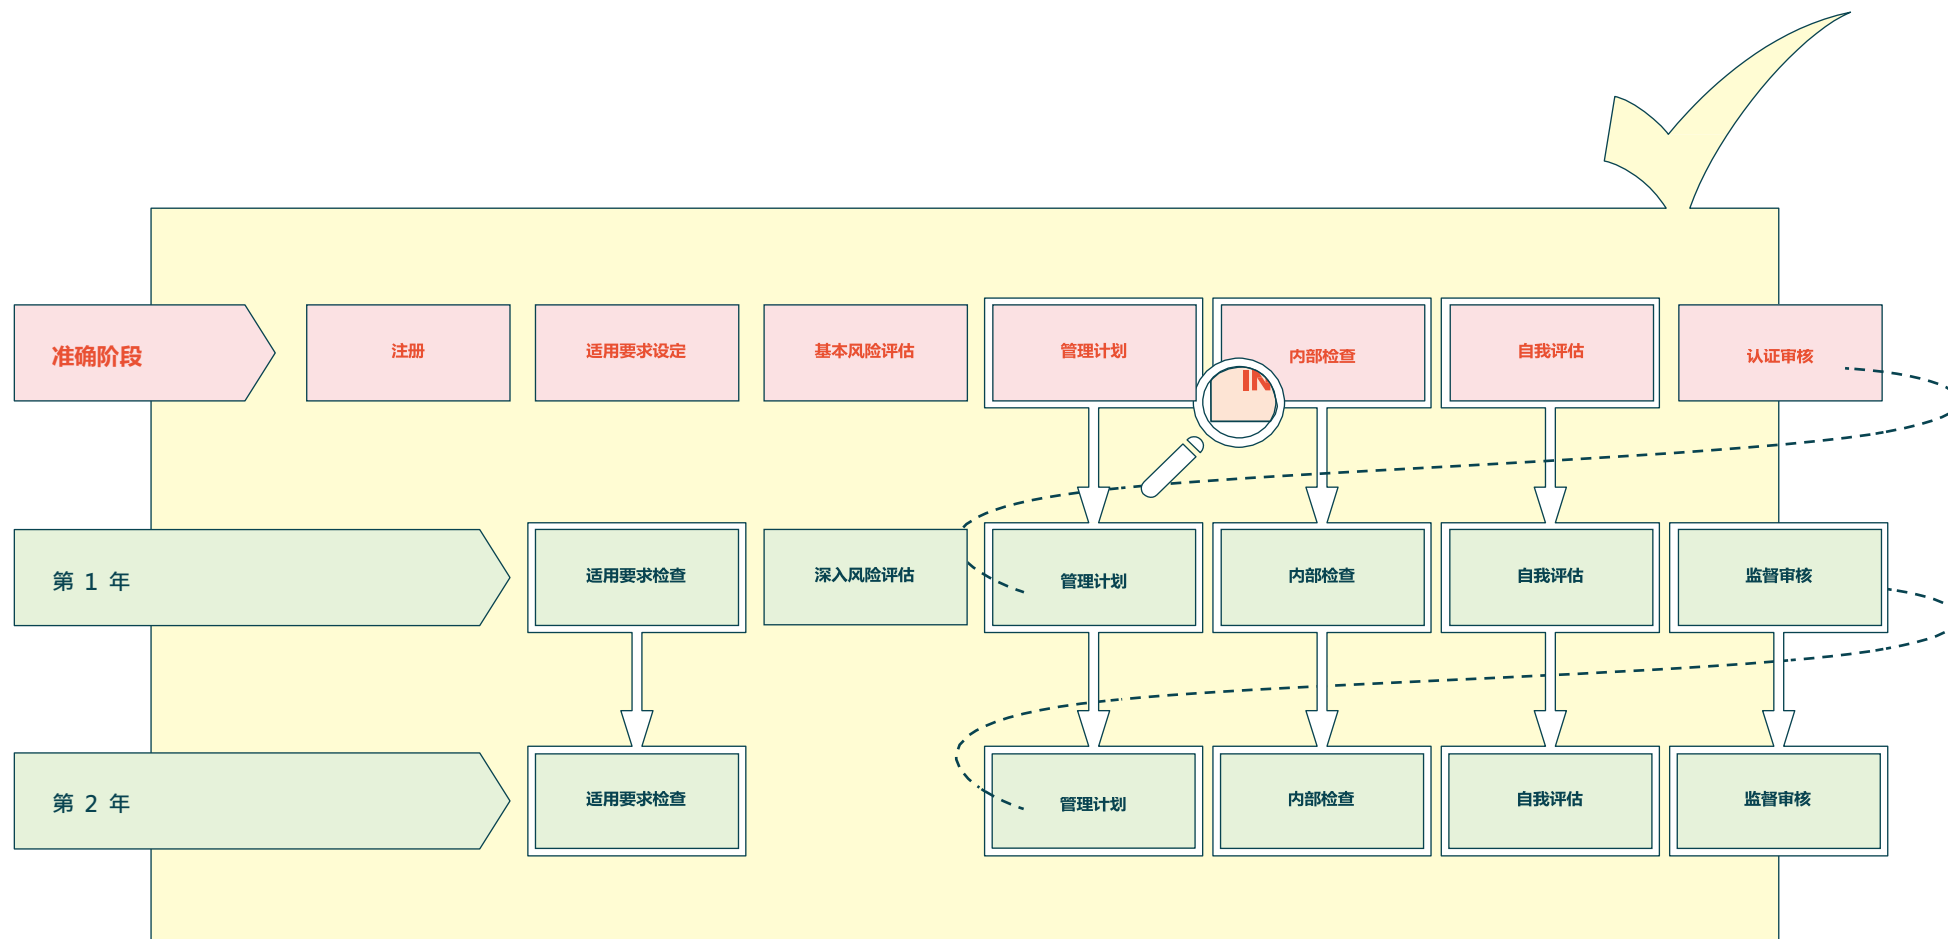 准确阶段
注册
适用要求设定
基本风险评估
管理计划
内部检查
自我评估
认证审核
IN
第 1 年
适用要求检查
深入风险评估
管理计划
内部检查
自我评估
监督审核
第 2 年
适用要求检查
管理计划
内部检查
自我评估
监督审核